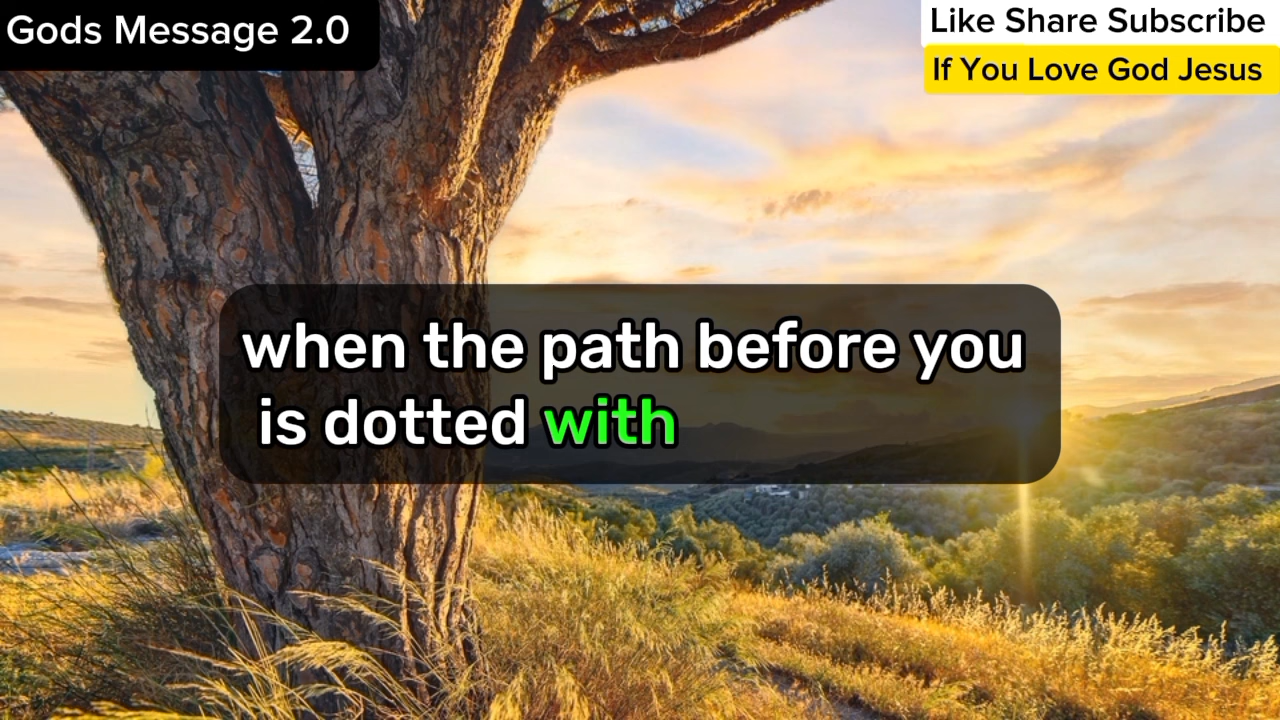 Gods Message 2.0
Like Share Subscribe
If You Love God Jesus
when the path before you
is dotted with